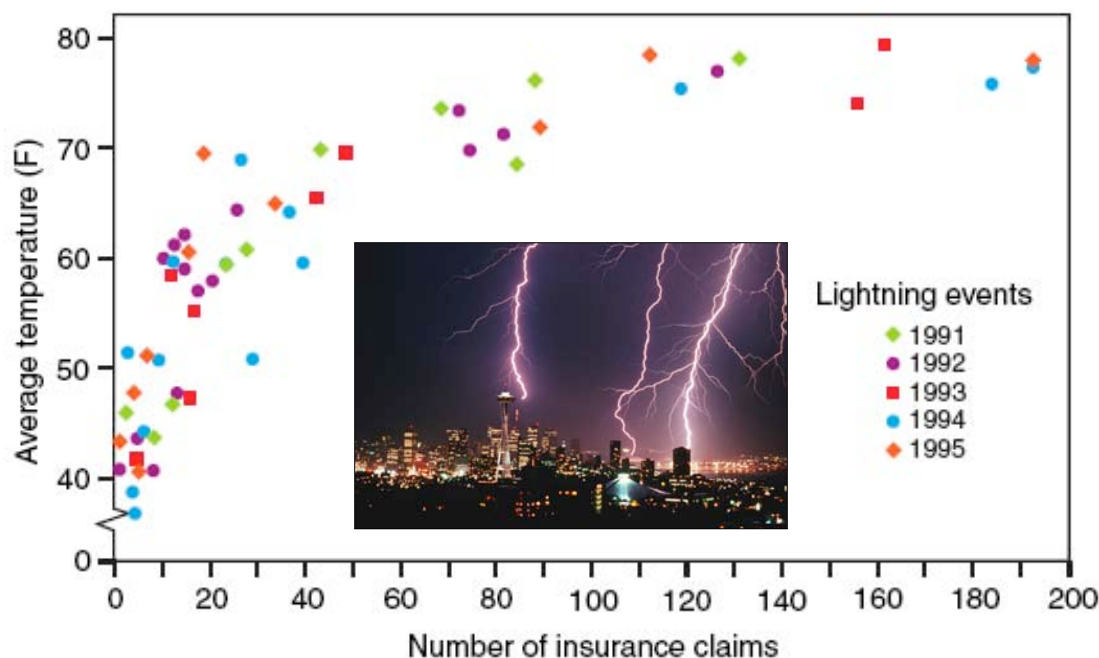 80
70
60
50
40
0
Average temperature (F)
0 20 40 60 80 100 120 140 160 180 200
Number of insurance claims
Lightning events
1991
1992
1993
1994
1995